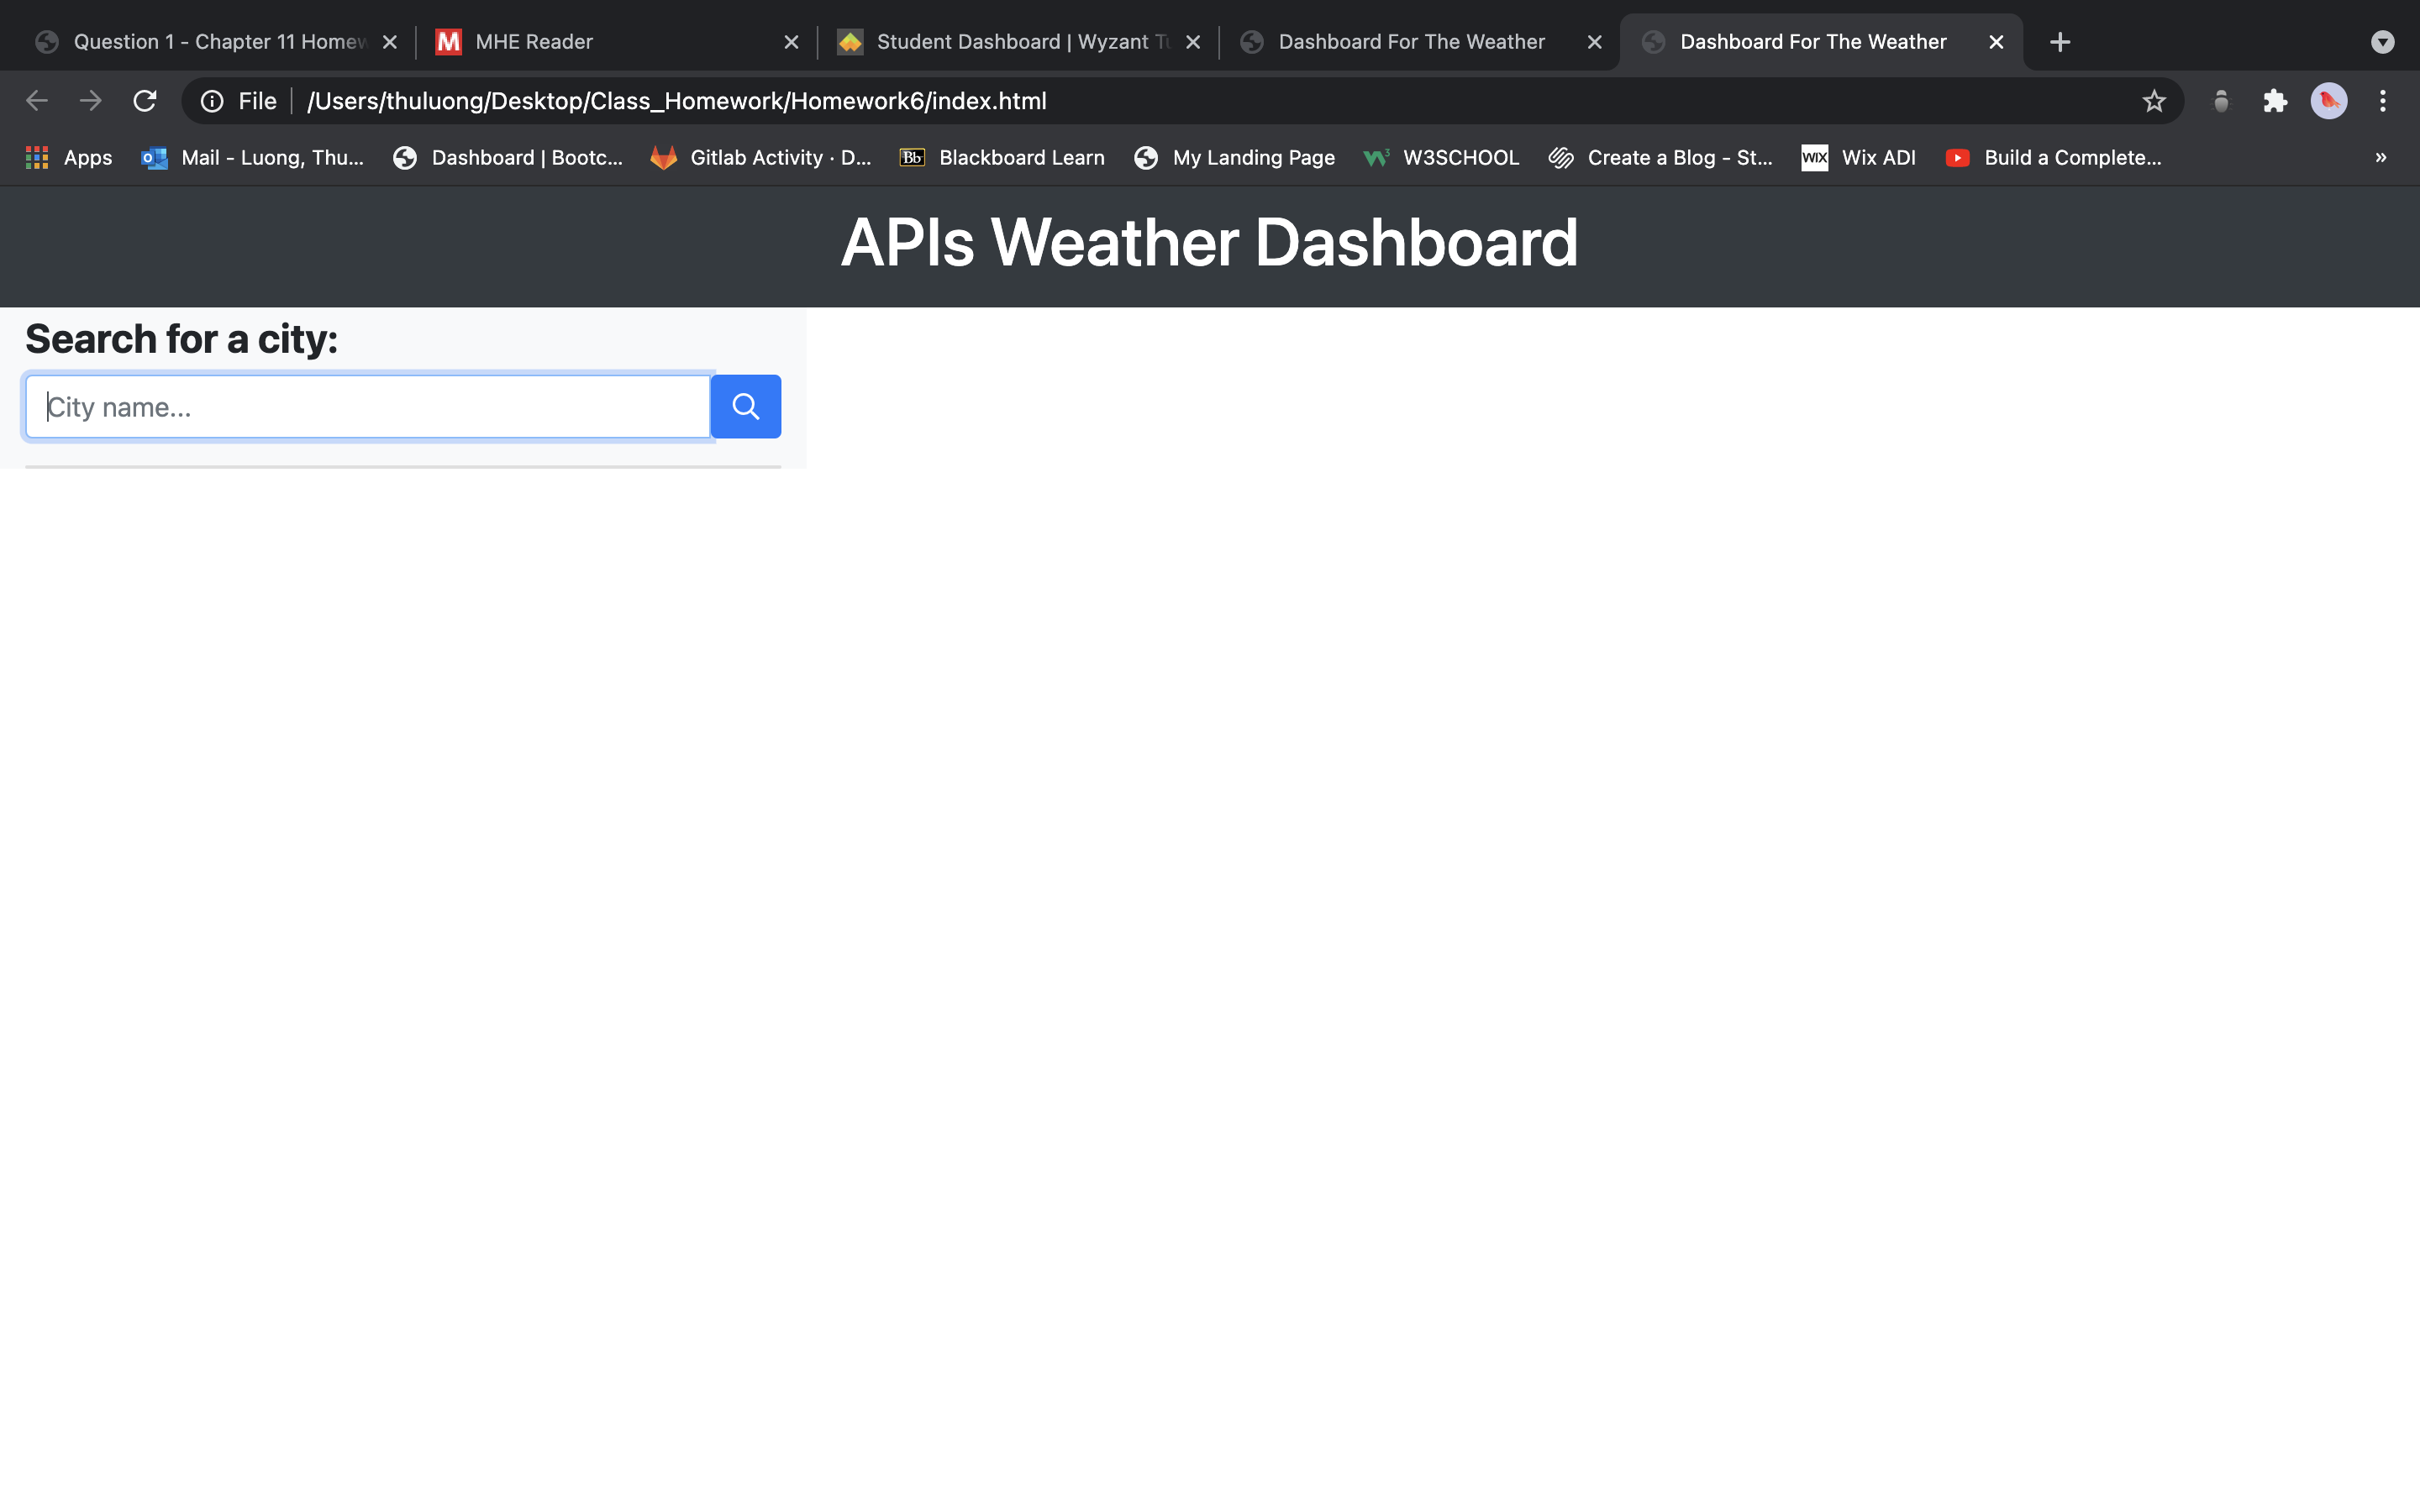 Question 1 - Chapter 11 Homew
MHE Reader
Student Dashboard | Wyzant Tu
Dashboard For The Weather
Dashboard For The Weather
File
/Users/thuluong/Desktop/Class_Homework/Homework6/index.html
Apps
Mail - Luong, Thu...
Dashboard | Bootc...
Gitlab Activity · D...
Bb
Blackboard Learn
My Landing Page
W3SCHOOL
Create a Blog - St...
WIX
Wix ADI
Build a Complete...
»
APIs Weather Dashboard
Search for a city:
City name...